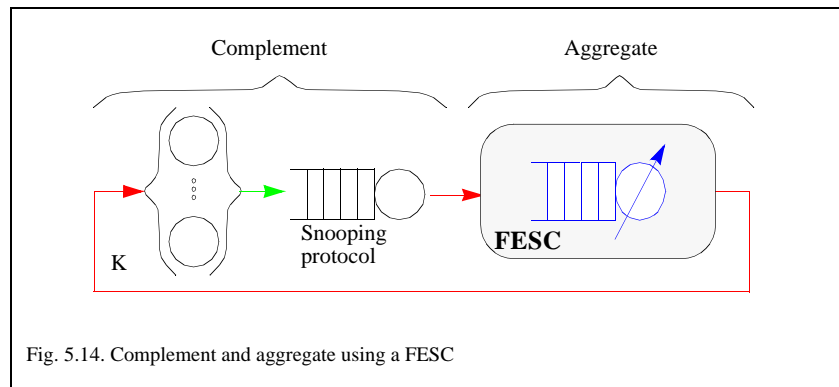 Complement
Aggregate
Snooping
protocol
FESC
K
Fig. 5.14. Complement and aggregate using a FESC